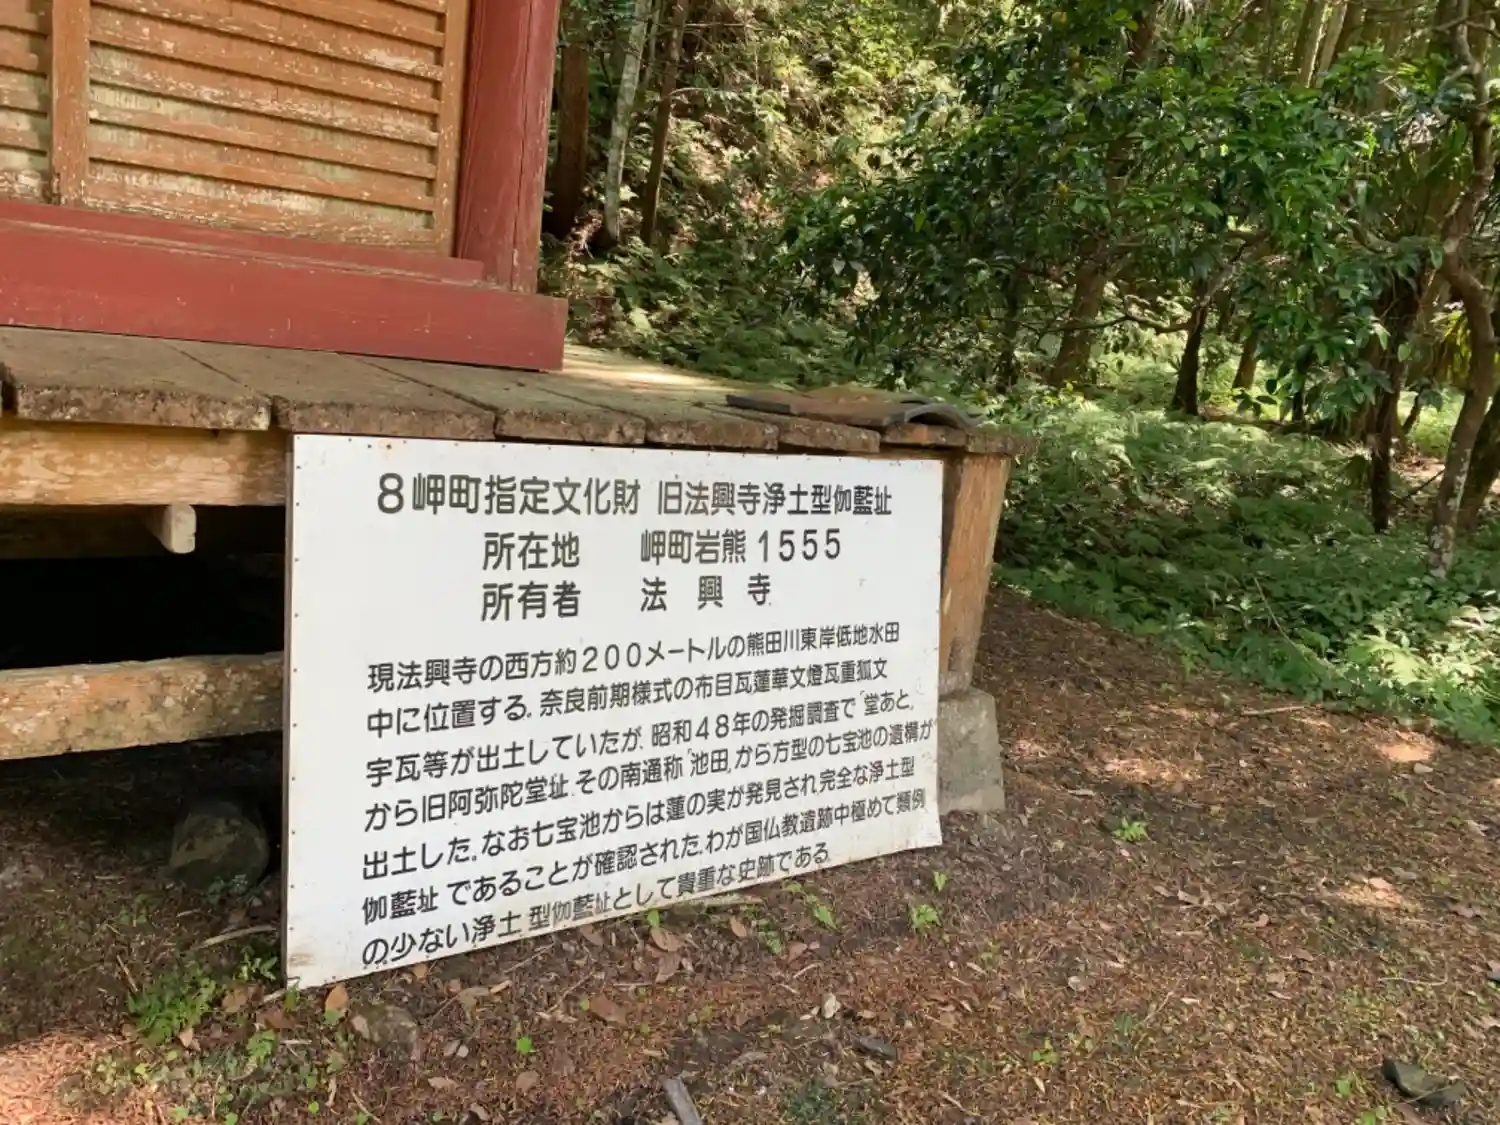 8岬町指定文化財 旧法興寺浄土型伽藍址
所在地 岬町岩熊1555
所有者 法興寺
現法興寺の西方約200メートルの熊田川東岸低地水田
中に位置する.奈良前期様式の布目瓦蓮華文燈瓦重狐文
宇瓦等が出土していたが.昭和48年の発掘調査で「堂あと」
から旧阿弥陀堂址.その南通称「池田」から方型の七宝池の遺構が
出土した.なお七宝池からは蓮の実が発見され完全な浄土型
伽藍址であることが確認された.わが国仏教遺跡中極めて類例
の少ない浄土型伽藍址として貴重な史跡である.